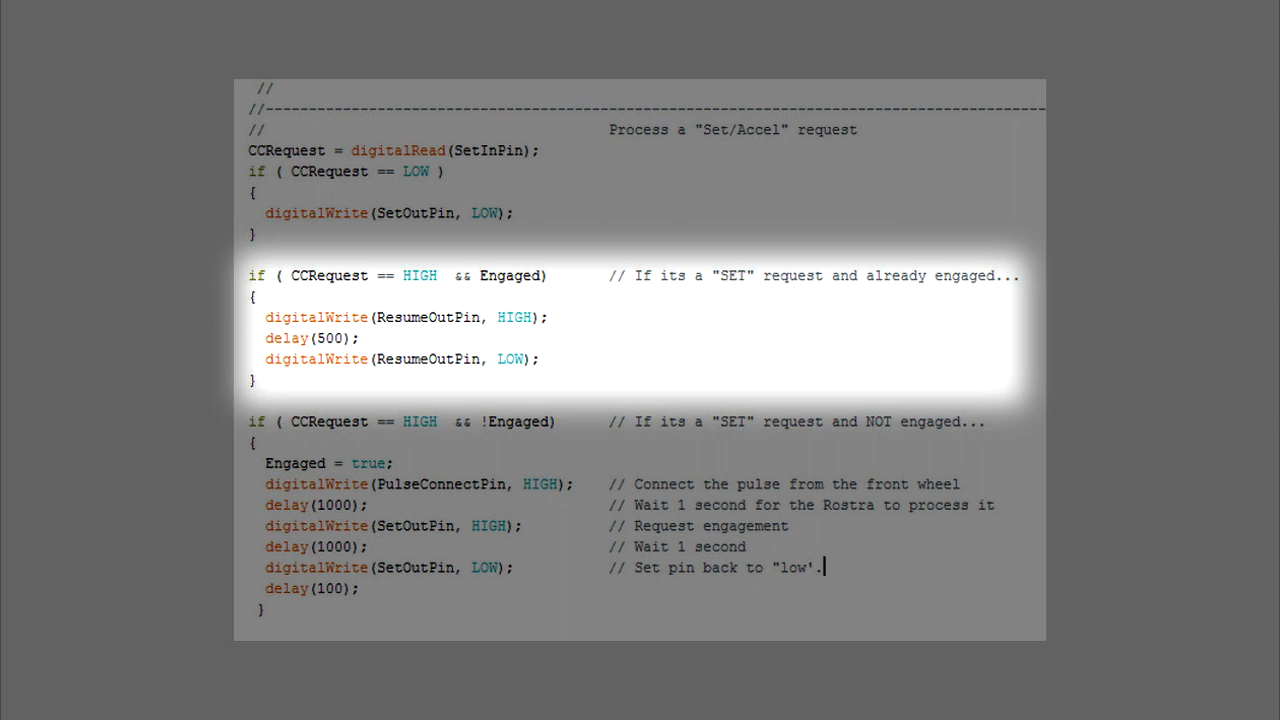 //
//--------------------------------------------------------------------------------------------
// Process a "Set/Accel" request
CCRequest = digitalRead(SetInPin);
if ( CCRequest == LOW )
{
digitalWrite(SetOutPin, LOW);
}
if ( CCRequest == HIGH && Engaged) // If its a "SET" request and already engaged...
{
digitalWrite(ResumeOutPin, HIGH);
delay(500);
digitalWrite(ResumeOutPin, LOW);
}
if ( CCRequest == HIGH && !Engaged) // If its a "SET" request and NOT engaged...
{
Engaged = true;
digitalWrite(PulseConnectPin, HIGH); // Connect the pulse from the front wheel
delay(1000); // Wait 1 second for the Rostra to process it
digitalWrite(SetOutPin, HIGH); // Request engagement
delay(1000); // Wait 1 second
digitalWrite(SetOutPin, LOW); // Set pin back to "low'.
delay(100);
}